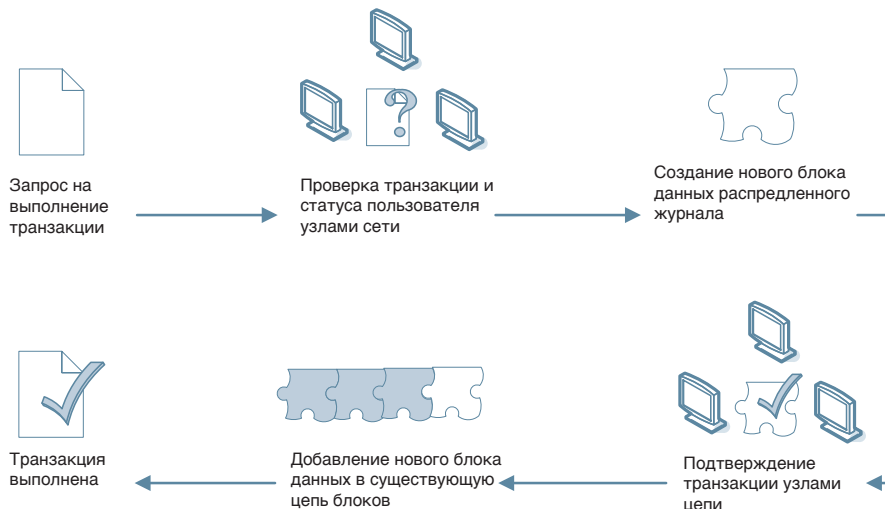 Запрос на
выполнение
транзакции
Проверка транзакции и
статуса пользователя
узлами сети
Создание нового блока
данных распредленного
журнала
Подтверждение
транзакции узлами
цепи
Добавление нового блока
данных в существующую
цепь блоков
Транзакция
выполнена